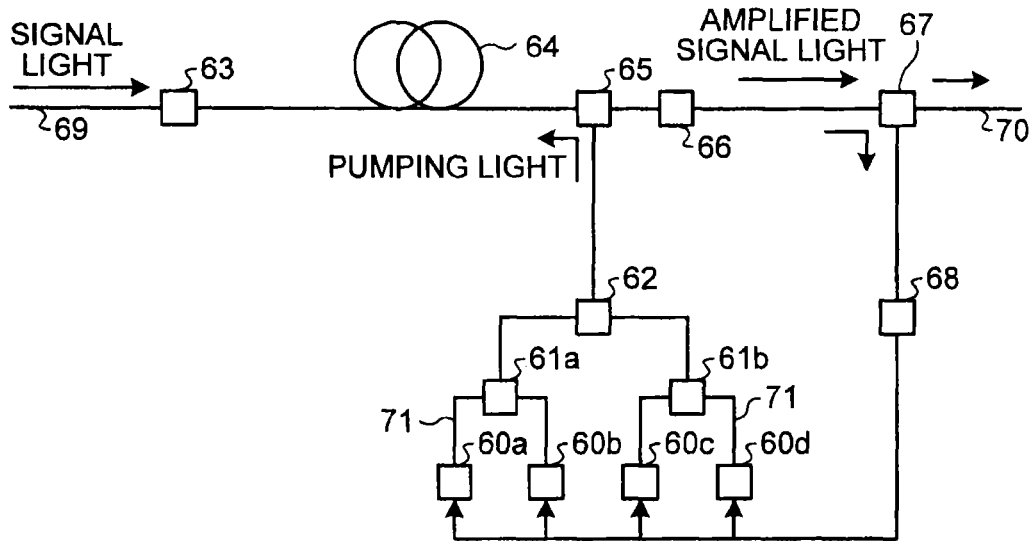 SIGNAL
LIGHT
63
64
65
AMPLIFIED
SIGNAL LIGHT
67
69
66
70
PUMPING LIGHT
62
68
61a
61b
71
71
60a
60b
60c
60d